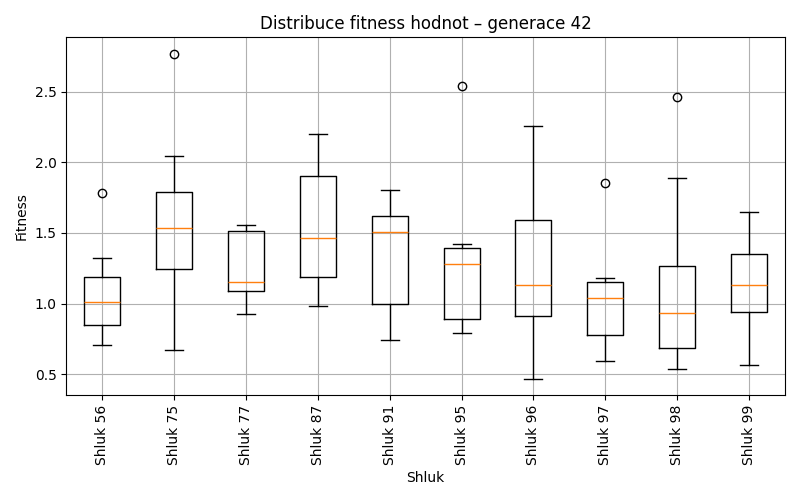 Distribuce fitness hodnot – generace 42
Fitness
2.5
2.0
1.5
1.0
0.5
Shluk 56
Shluk 75
Shluk 77
Shluk 87
Shluk 91
Shluk 95
Shluk 96
Shluk 97
Shluk 98
Shluk 99
Shluk